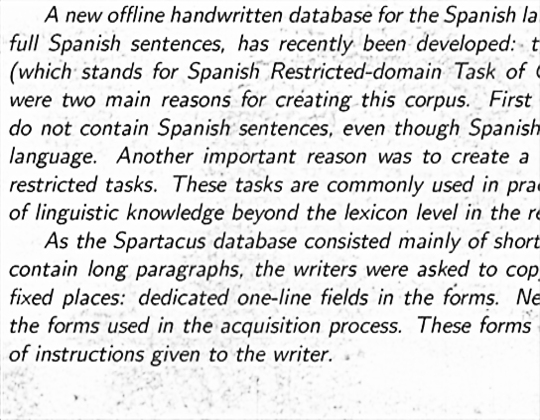 A new offline handwritten database for the Spanish
full Spanish sentences, has recently been developed:
(which stands for Spanish Restricted-domain Task of
were two main reasons for creating this corpus. First
do not contain Spanish sentences, even though Spanish
language. Another important reason was to create a
restricted tasks. These tasks are commonly used in
of linguistic knowledge beyond the lexicon level in the
As the Spartacus database consisted mainly of short
contain long paragraphs, the writers were asked to
fixed places: dedicated one-line fields in the forms.
the forms used in the acquisition process. These forms
of instructions given to the writer.